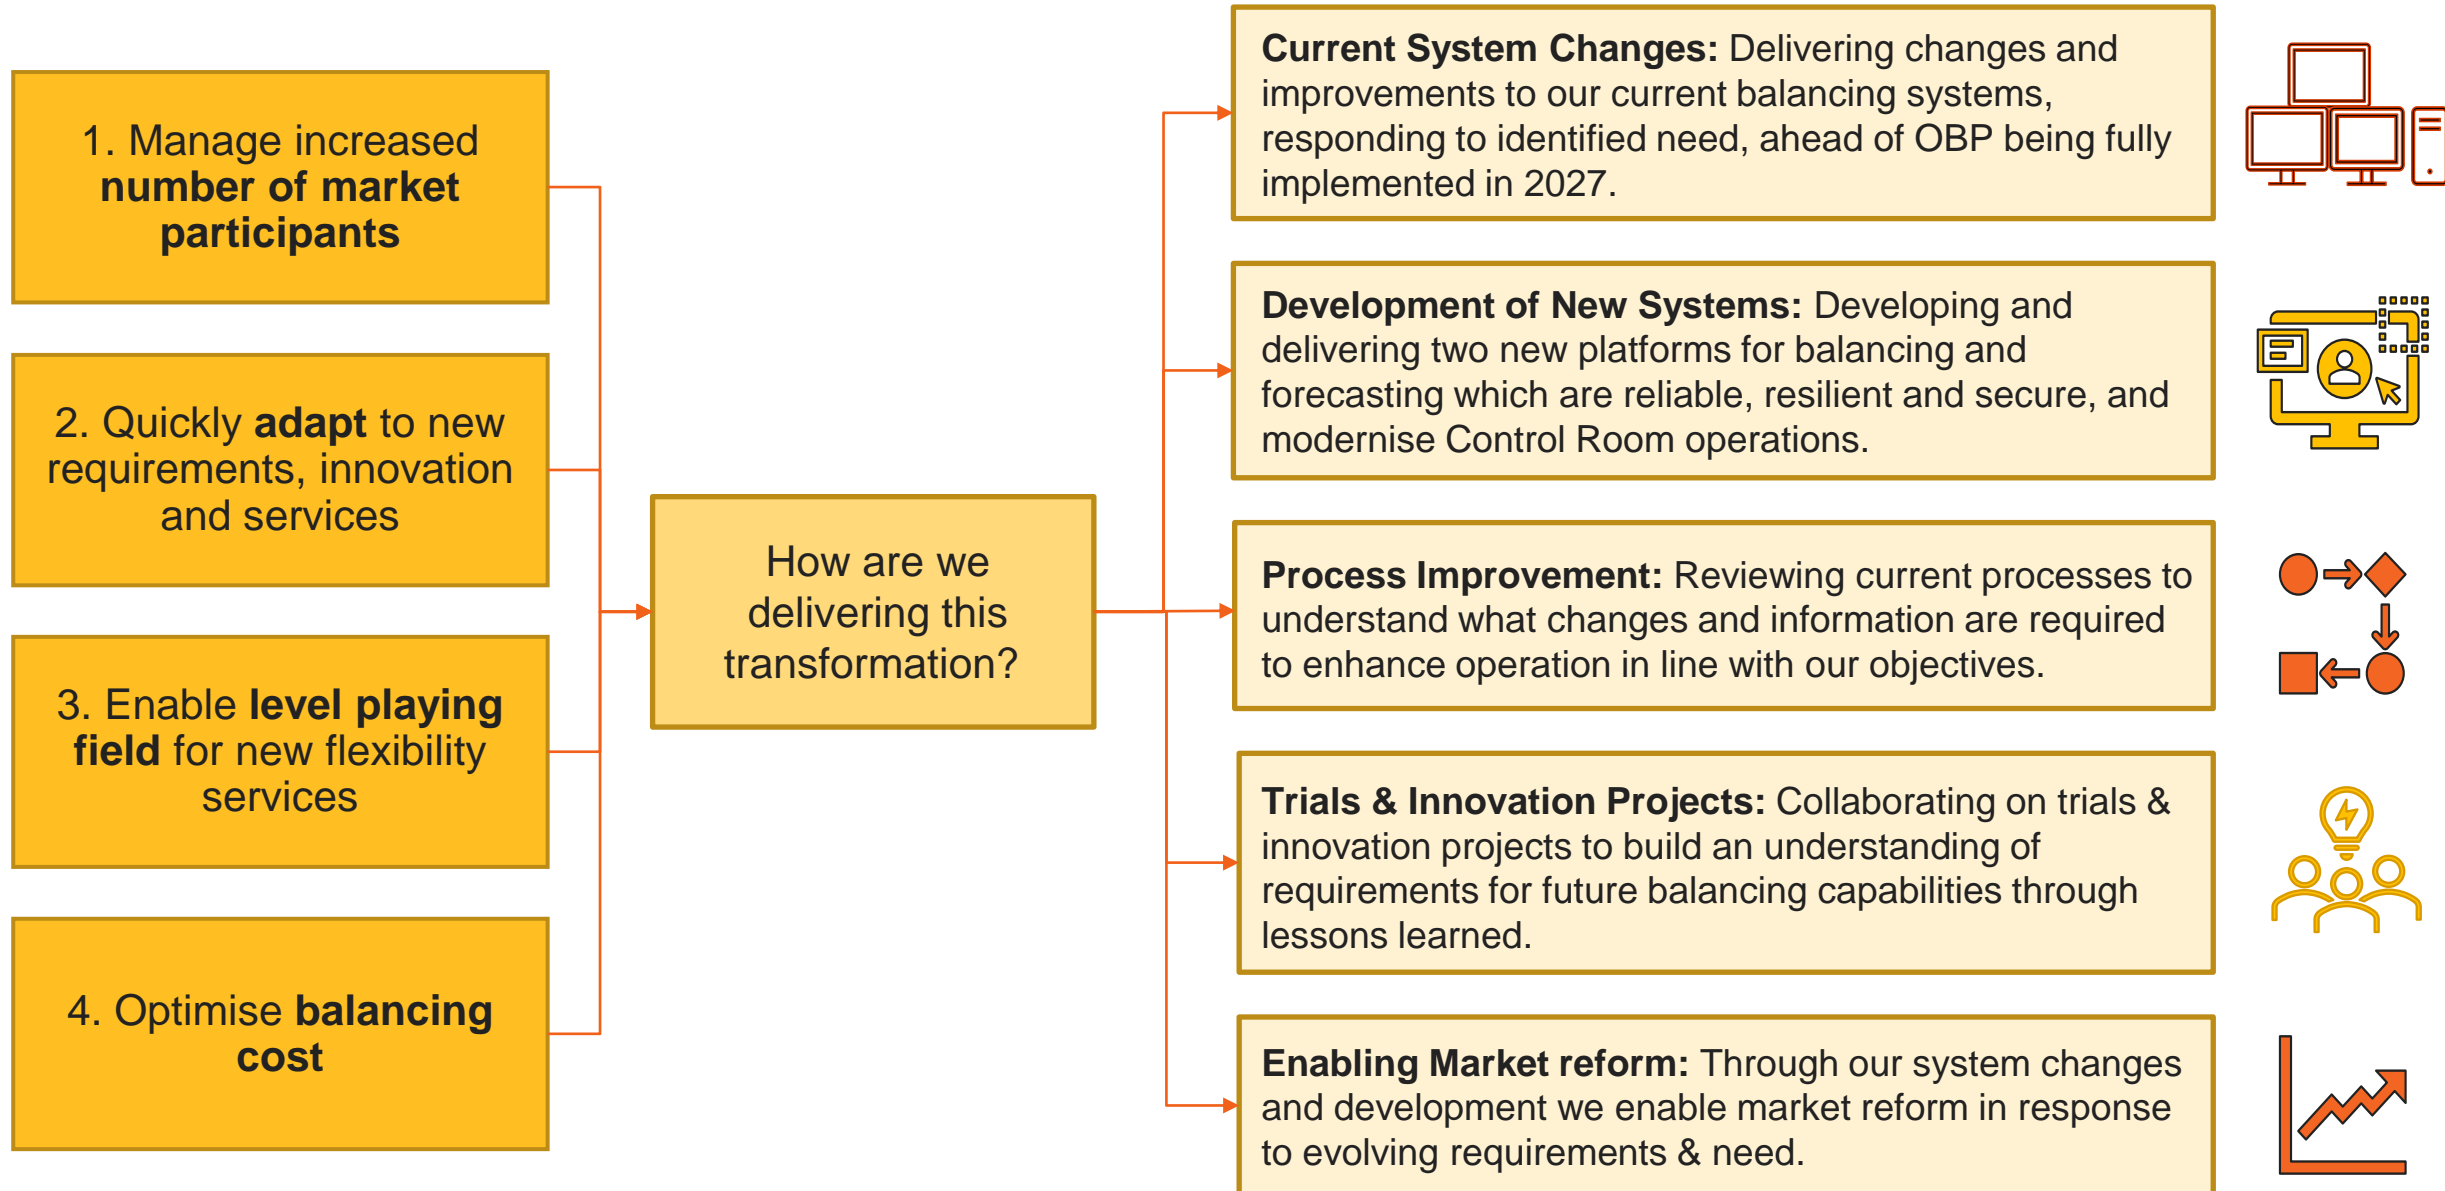 1. Manage increased
number of market
participants
2. Quickly adapt to new
requirements, innovation
and services
3. Enable level playing
field for new flexibility
services
4. Optimise balancing
cost
How are we
delivering this
transformation?
Current System Changes: Delivering changes and
improvements to our current balancing systems,
responding to identified need, ahead of OBP being fully
implemented in 2027.
Development of New Systems: Developing and
delivering two new platforms for balancing and
forecasting which are reliable, resilient and secure, and
modernise Control Room operations.
Process Improvement: Reviewing current processes to
understand what changes and information are required
to enhance operation in line with our objectives.
Trials & Innovation Projects: Collaborating on trials &
innovation projects to build an understanding of
requirements for future balancing capabilities through
lessons learned.
Enabling Market reform: Through our system changes
and development we enable market reform in response
to evolving requirements & need.